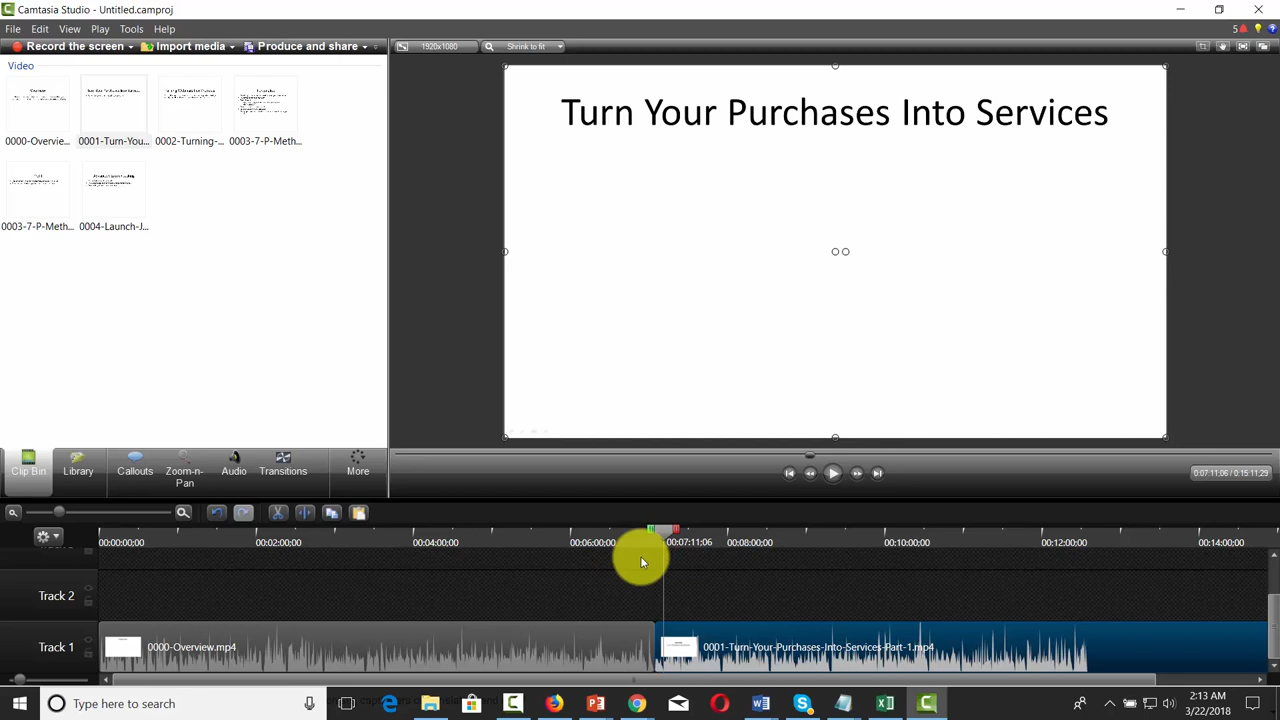 Camtasia Studio - Untitled.camproj
File Edit View Play Tools Help
5
Record the screen Import media Produce and share
1920x1080 Shrink to fit
Video
0000-Overvie... 0001-Turn-You... 0002-Turning-... 0003-7-P-Meth...
0003-7-P-Meth... 0004-Launch-J...
Turn Your Purchases Into Services
Clip Bin Library Callouts Zoom-n-Pan Audio Transitions More
0:07:11;06 / 0:15:11;29
00:00:00;00 00:02:00;00 00:04:00;00 00:06:00;00 00:07:11;06 00:08:00;00 00:10:00;00 00:12:00;00 00:14:00;00
Track 2
Track 1
0000-Overview.mp4
0001-Turn-Your-Purchases-Into-Services-Part-1.mp4
Type here to search
2:13 AM
3/22/2018